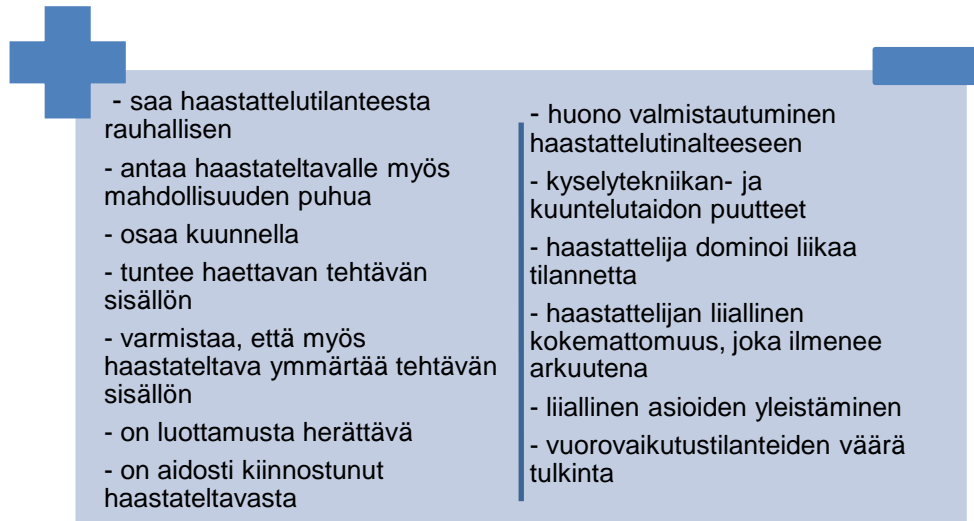 - saa haastattelutilanteesta
rauhallisen
- antaa haastateltavalle myös
mahdollisuuden puhua
- osaa kuunnella
- tuntee haettavan tehtävän
sisällön
- varmistaa, että myös
haastateltava ymmärtää tehtävän
sisällön
- on luottamusta herättävä
- on aidosti kiinnostunut
haastateltavasta
- huono valmistautuminen
haastattelutinalteeseen
- kyselytekniikan- ja
kuuntelutaidon puutteet
- haastattelija dominoi liikaa
tilannetta
- haastattelijan liiallinen
kokemattomuus, joka ilmenee
arkuutena
- liiallinen asioiden yleistäminen
- vuorovaikutustilanteiden väärä
tulkinta